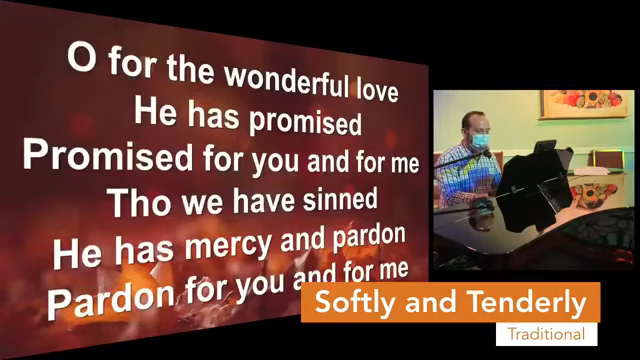 O for the wonderful love
He has promised
Promised for you and for me
Tho we have sinned
He has mercy and pardon
Pardon for you and for me
Softly and Tenderly
Traditional